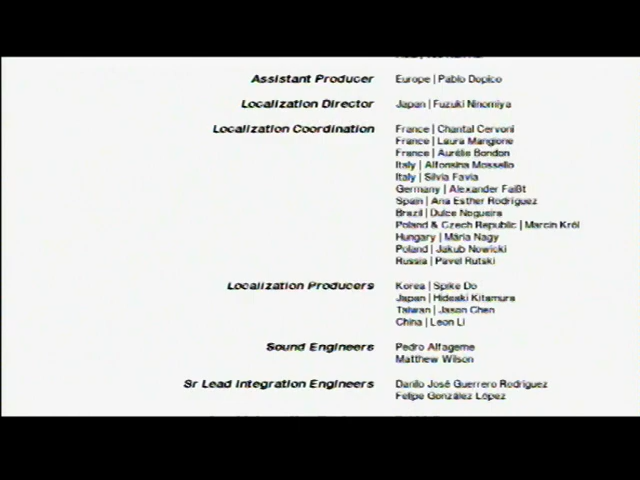 Assistant Producer Europe | Pablo Dopico
Localization Director Japan | Fuzuki Ninomiya
Localization Coordination France | Chantal Cervoni
France | Laura Mangione
France | Aurélie Bondon
Italy | Alfonsina Mossello
Italy | Silvia Favia
Germany | Alexander Faißt
Spain | Ana Esther Rodríguez
Brazil | Dulce Nogueira
Poland & Czech Republic | Marcin Król
Hungary | Mária Nagy
Poland | Jakub Nowicki
Russia | Pavel Rutski
Localization Producers Korea | Spike Do
Japan | Hideaki Kitamura
Taiwan | Jason Chen
China | Leon Li
Sound Engineers Pedro Alfageme
Matthew Wilson
Sr Lead Integration Engineers Danilo José Guerrero Rodríguez
Felipe González López